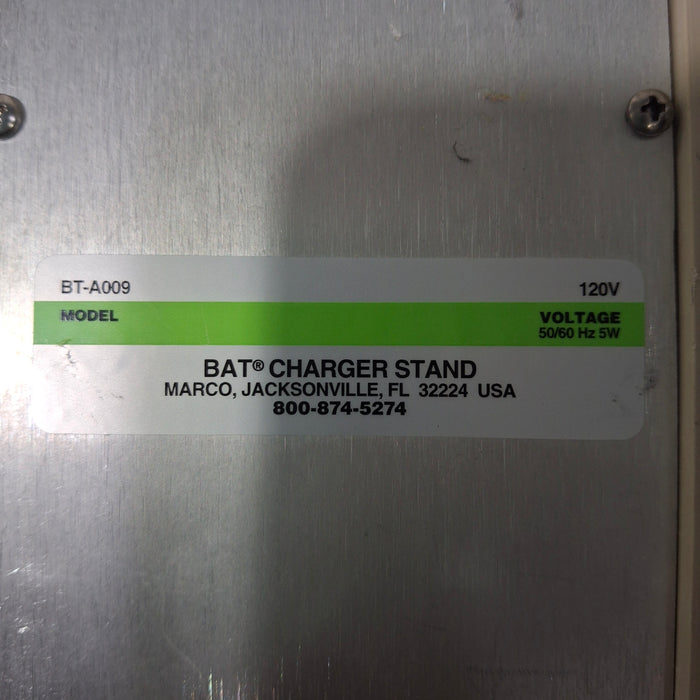 BT-A009 120V
MODEL VOLTAGE
50/60 Hz 5W
BAT® CHARGER STAND
MARCO, JACKSONVILLE, FL 32224 USA
800-874-5274